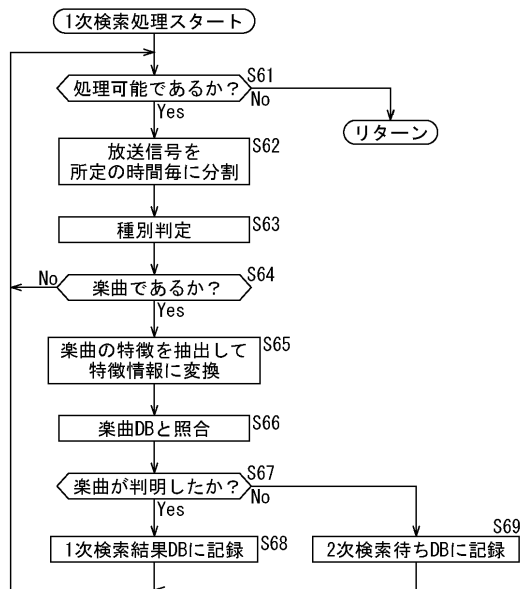 1次検索処理スタート
処理可能であるか?
S61
No
Yes
リターン
放送信号を
所定の時間毎に分割
S62
種別判定
S63
楽曲であるか?
S64
No
Yes
楽曲の特徴を抽出して
特徴情報に変換
S65
楽曲DBと照合
S66
楽曲が判明したか?
S67
No
Yes
1次検索結果DBに記録
S68
2次検索待ちDBに記録
S69